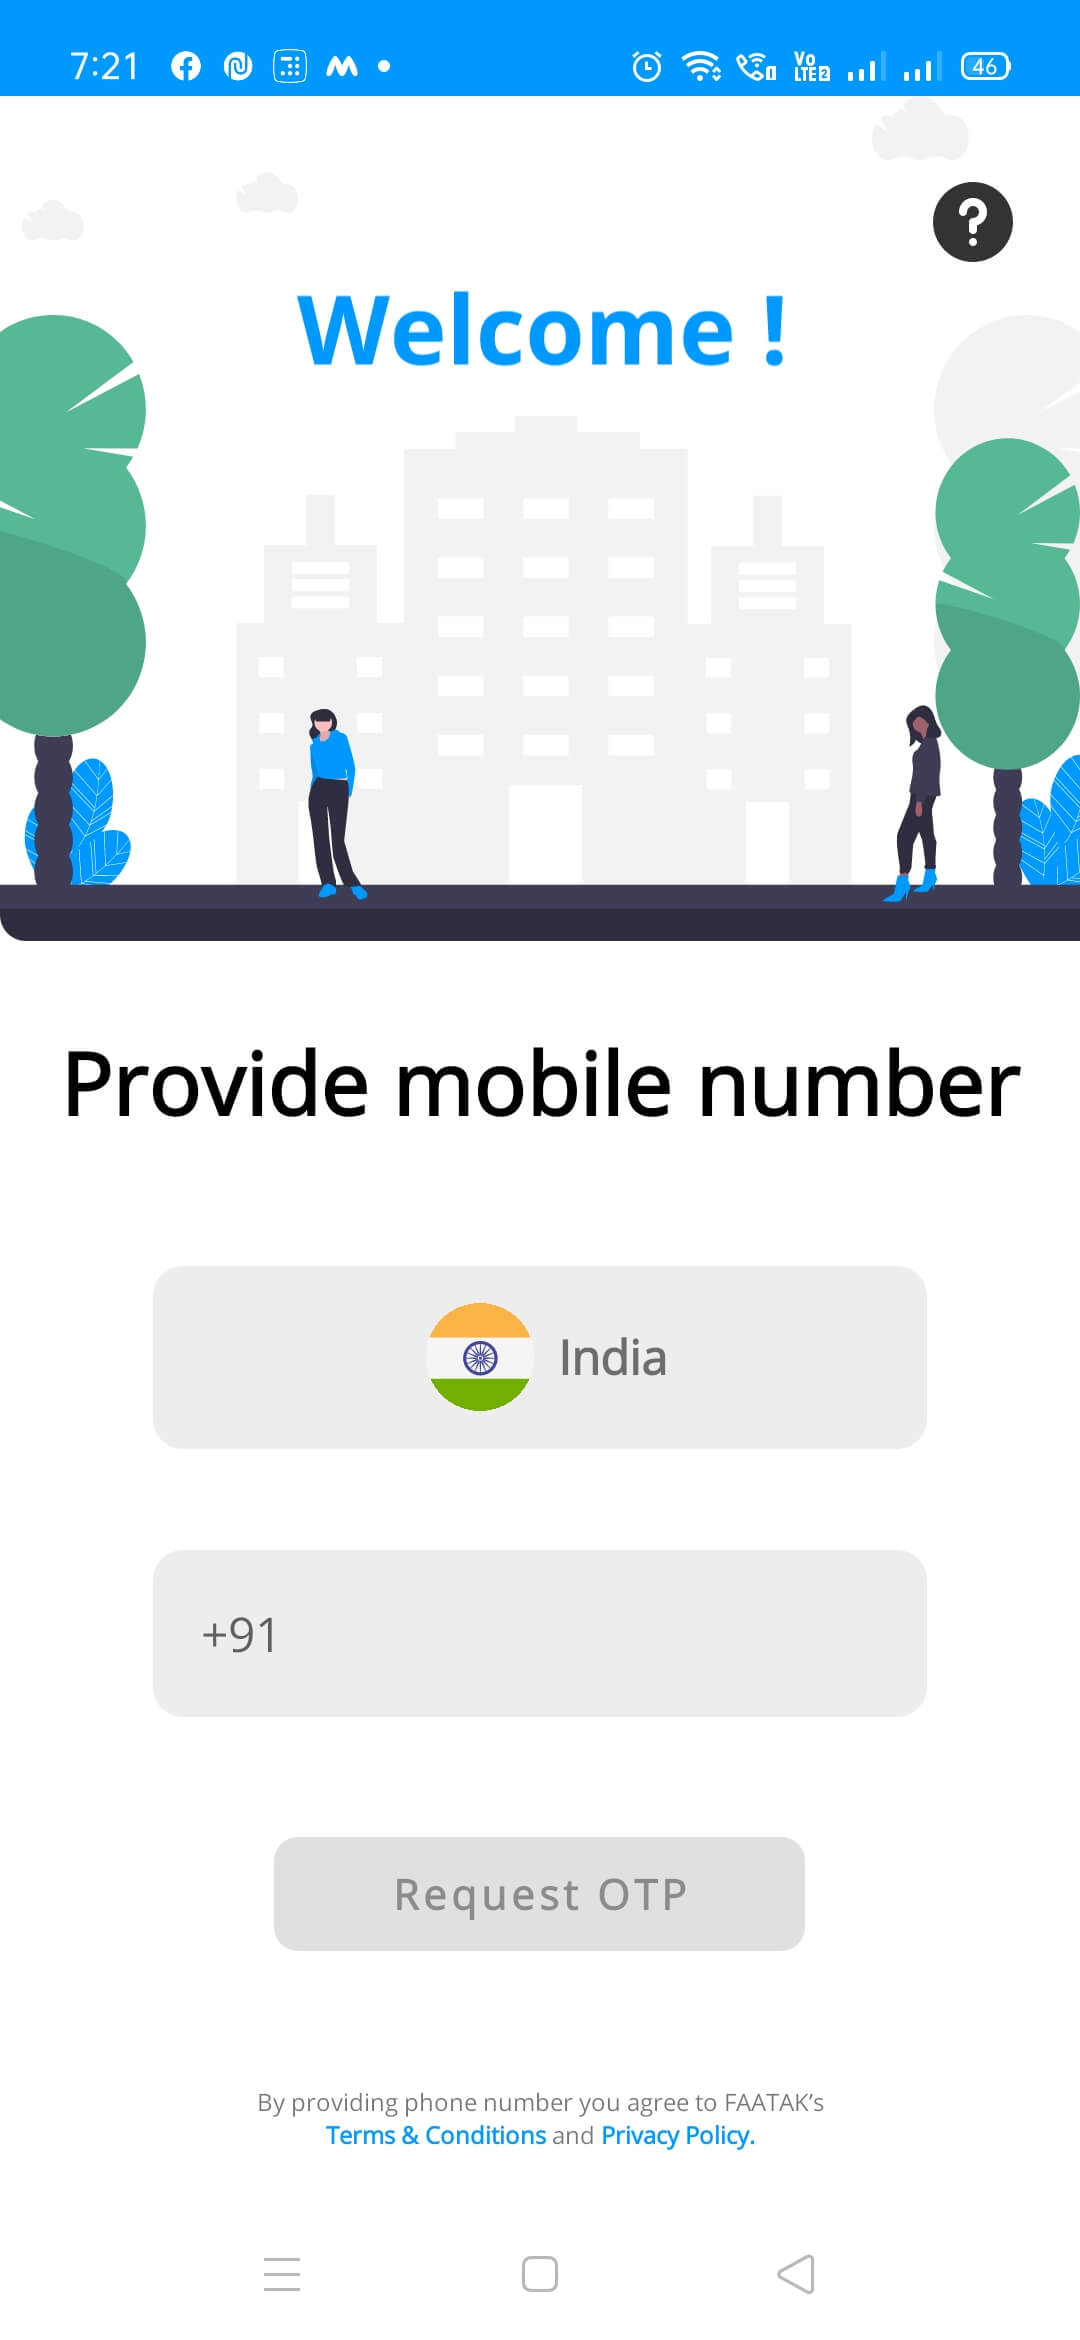 7:21
Vo LTE 2
46
?
Welcome !
Provide mobile number
India
+91
Request OTP
By providing phone number you agree to FAATAK's
Terms & Conditions and Privacy Policy.